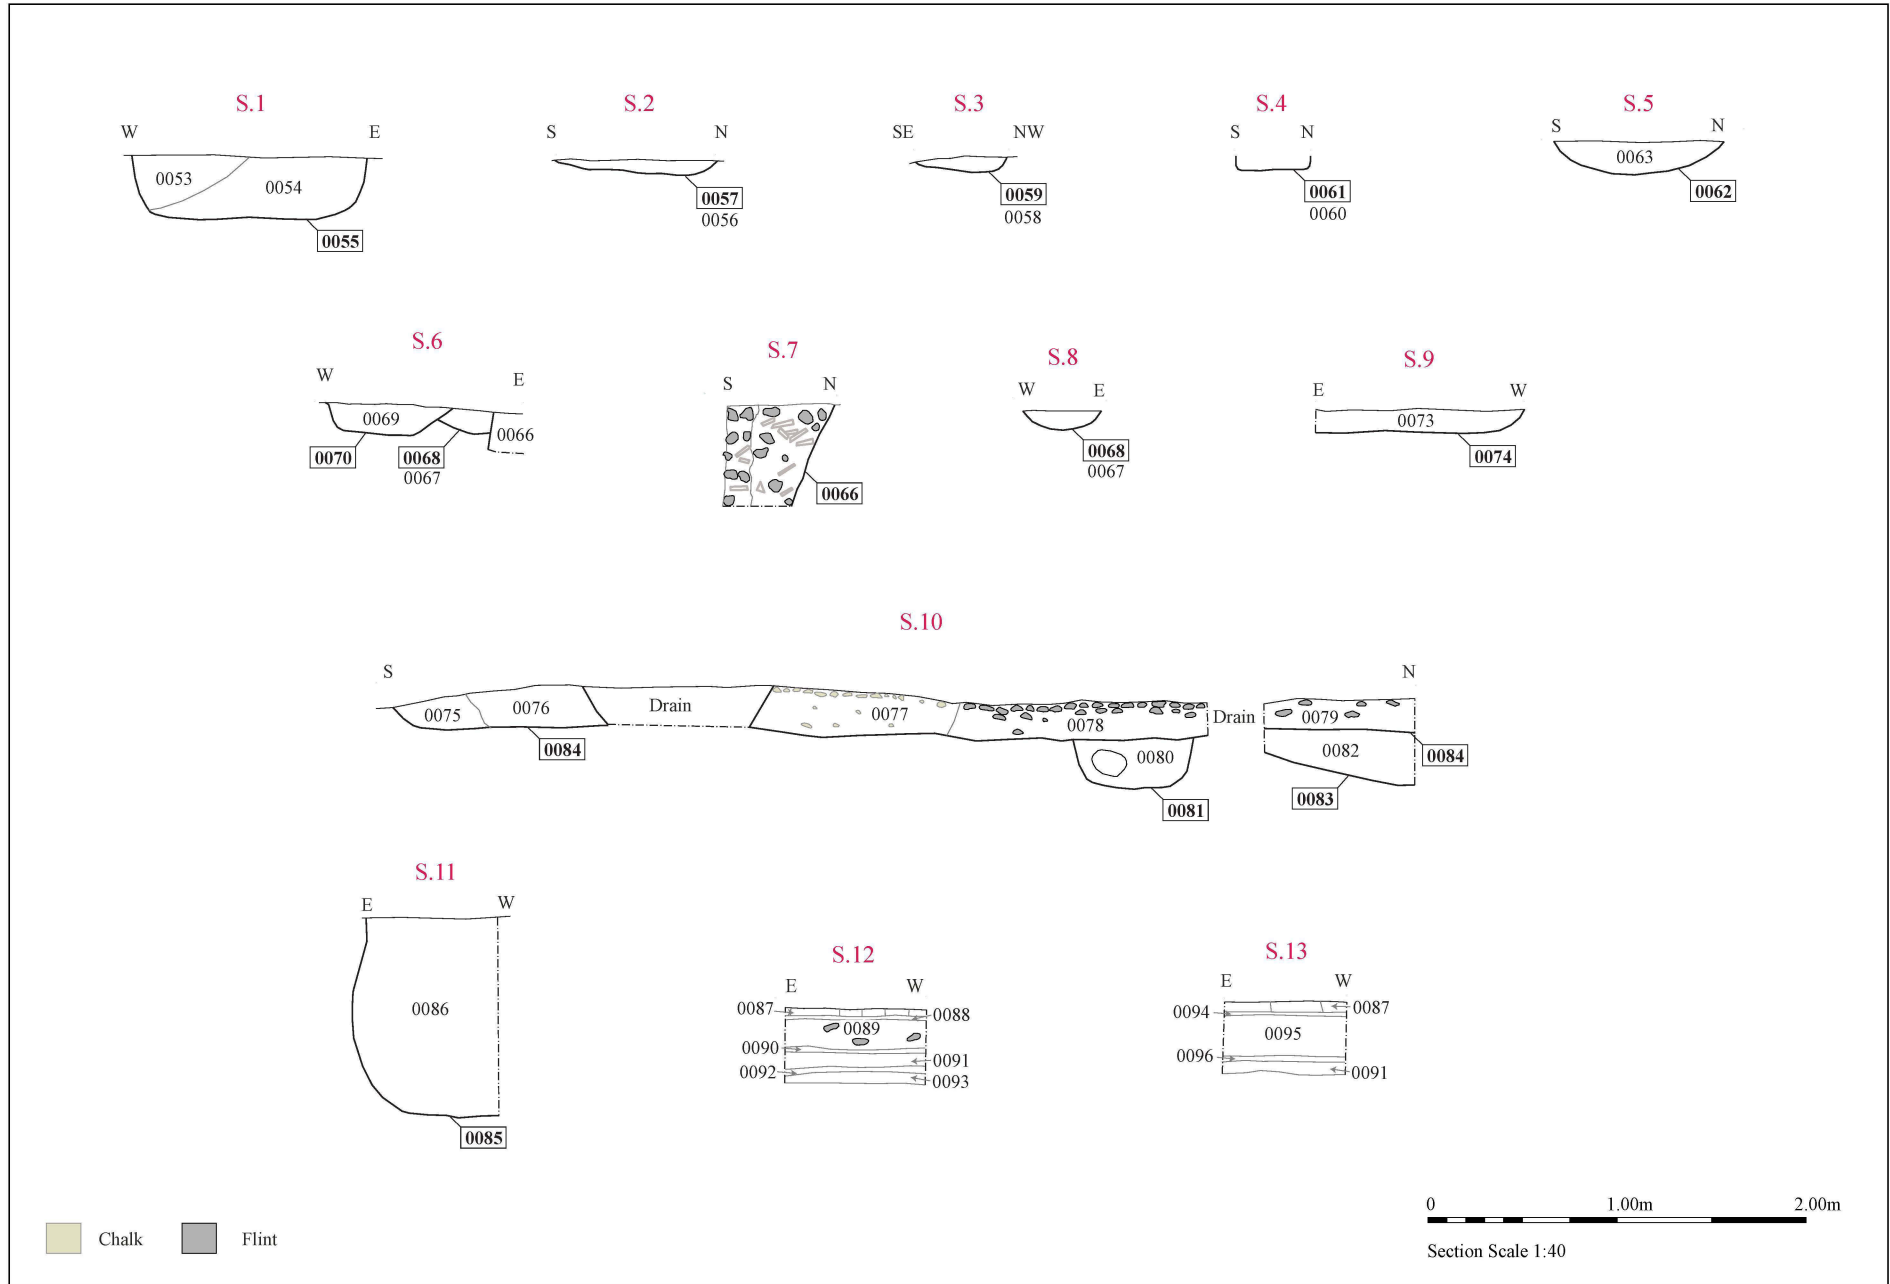 S.1
W E
0053
0054
0055
S.2
S N
0057
0056
S.3
SE NW
0059
0058
S.4
S N
0061
0060
S.5
S N
0063
0062
S.6
W E
0069
0066
0070
0068
0067
S.7
S N
0066
S.8
W E
0068
0067
S.9
E W
0073
0074
S.10
S N
0075
0076
Drain
0077
0078
Drain
0079
0084
0080
0082
0084
0081
0083
S.11
E W
0086
0085
S.12
E W
0087
0088
0089
0090
0091
0092
0093
S.13
E W
0094
0087
0095
0096
0091
Chalk
Flint
0 1.00m 2.00m
Section Scale 1:40